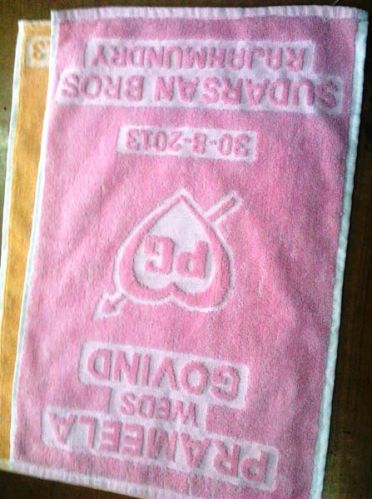 PRAMEELA
WEDS
GOVIND
PG
30-8-2013
SUDARSAN BROS
RAJAHMUNDRY